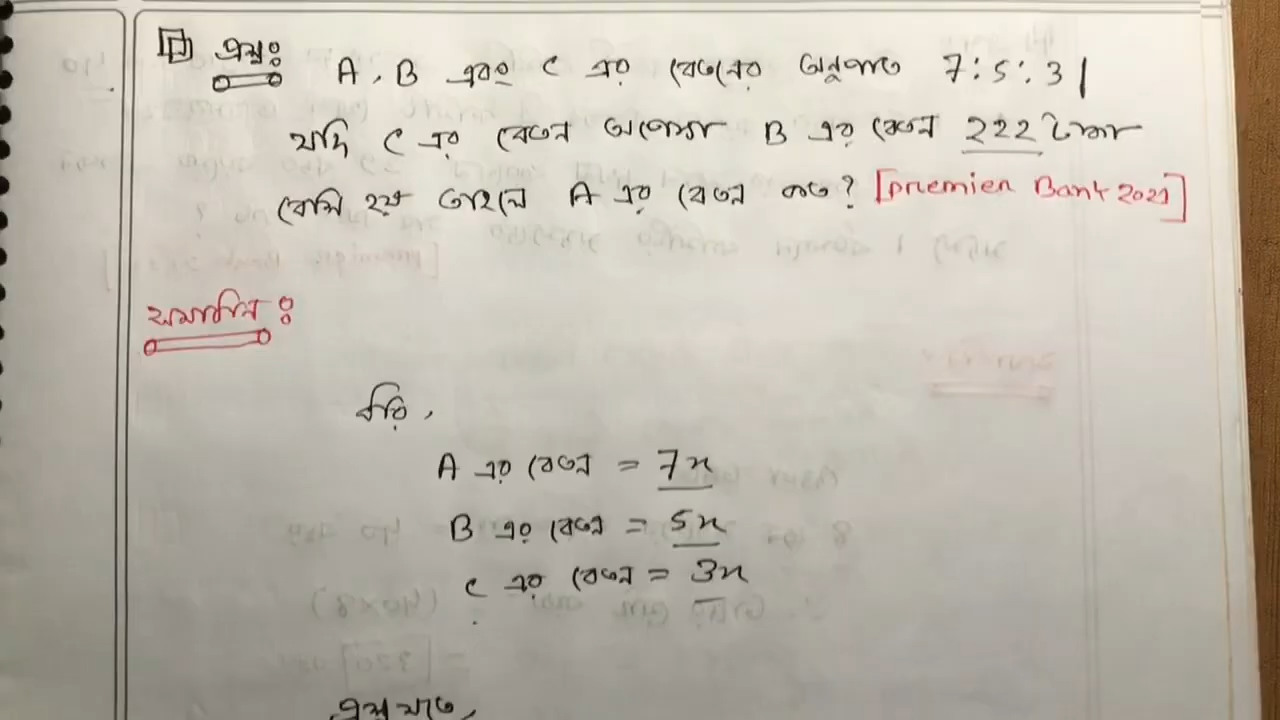 প্রশ্নঃ A, B এবং C এর বেতনের অনুপাত 7:5:3।
যদি C এর বেতন অপেক্ষা B এর বেতন ২২২ টাকা
বেশি হয় তাহলে A এর বেতন কত? [Premier Bank 2021]
সমাধান ঃ
ধরি,
A এর বেতন = 7x
B এর বেতন = 5x
C এর বেতন = 3x
প্রশ্নমতে,